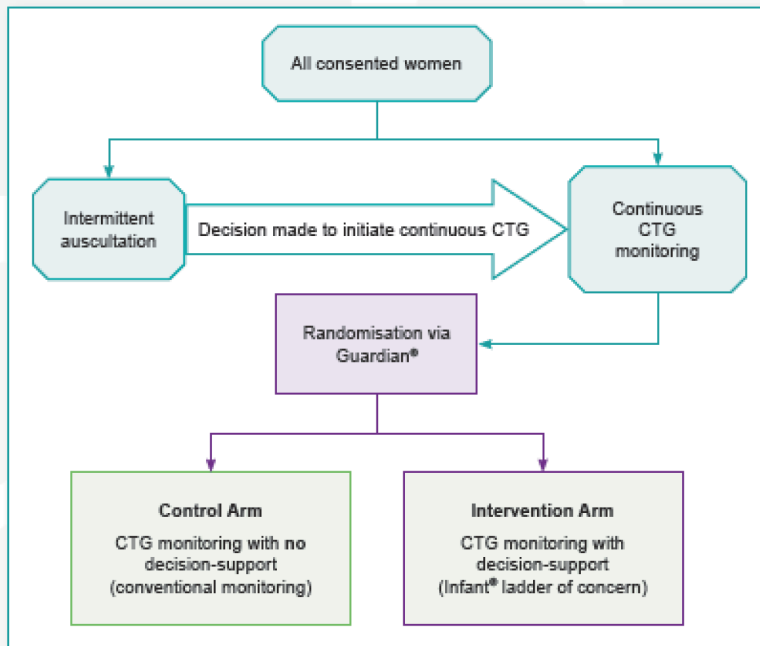 All consented women
Intermittent
auscultation
Decision made to initiate continuous CTG
Continuous
CTG
monitoring
Randomisation via
Guardian®
Control Arm
CTG monitoring with no
decision-support
(conventional monitoring)
Intervention Arm
CTG monitoring with
decision-support
(Infant® ladder of concern)